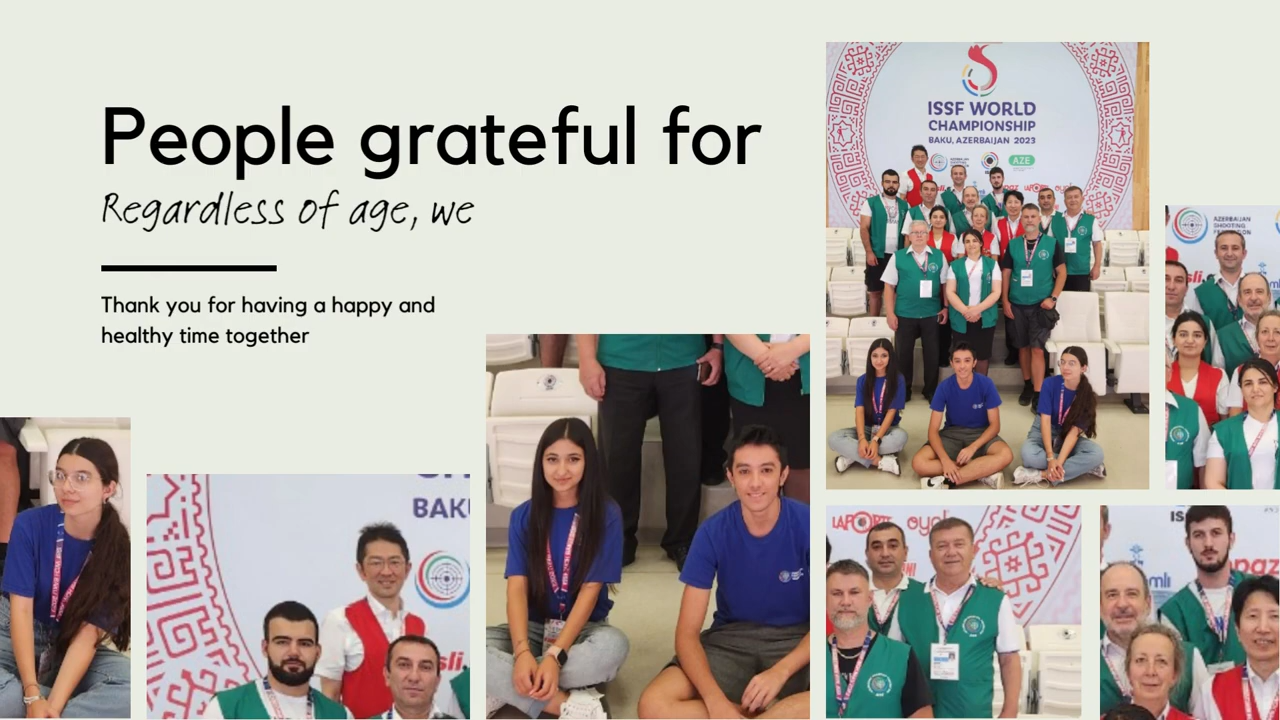 People grateful for
Regardless of age, we
Thank you for having a happy and
healthy time together
ISSF WORLD
CHAMPIONSHIP
BAKU, AZERBAIJAN 2023
AZE
AZERBAIJAN
SHOOTING
BAKU
LAPORTE